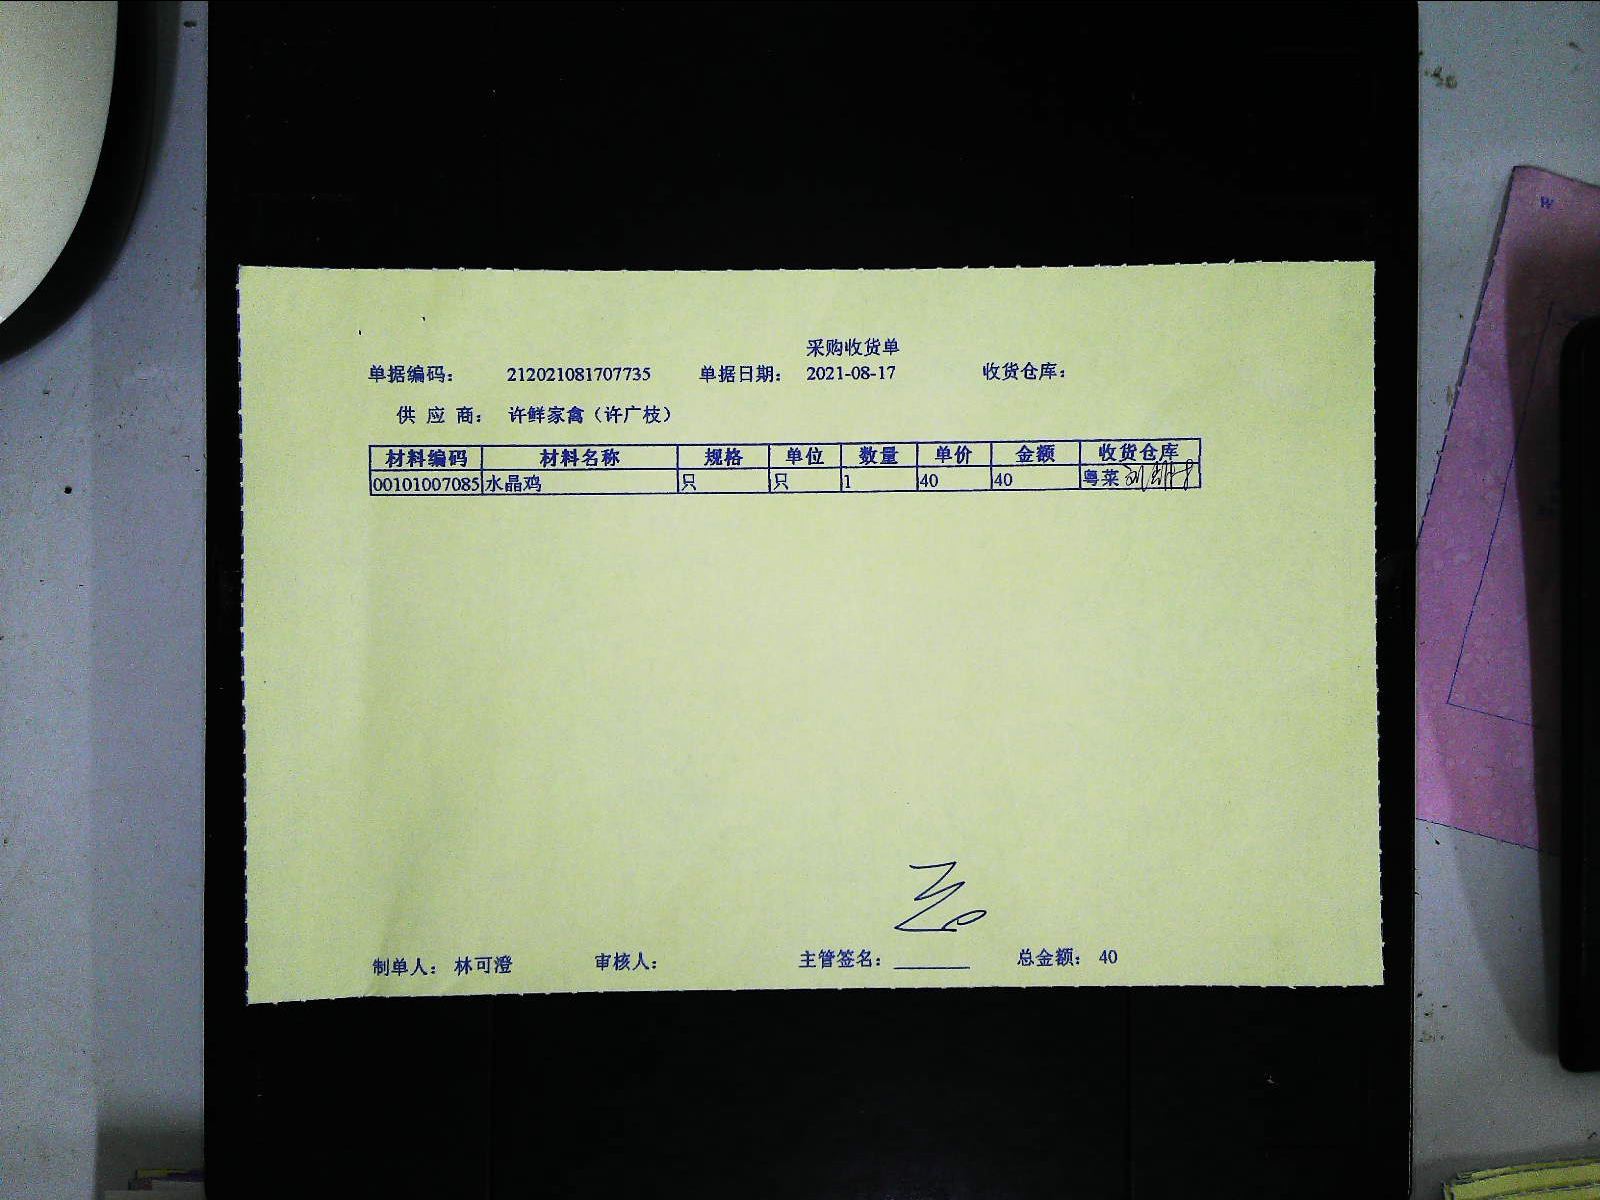 采购收货单
单据编码： 212021081707735 单据日期： 2021-08-17 收货仓库：
供 应 商： 许鲜家禽（许广枝）
材料编码 材料名称 规格 单位 数量 单价 金额 收货仓库
00101007085 水晶鸡 只 只 1 40 40 粤菜
制单人： 林可澄 审核人： 主管签名： 总金额： 40